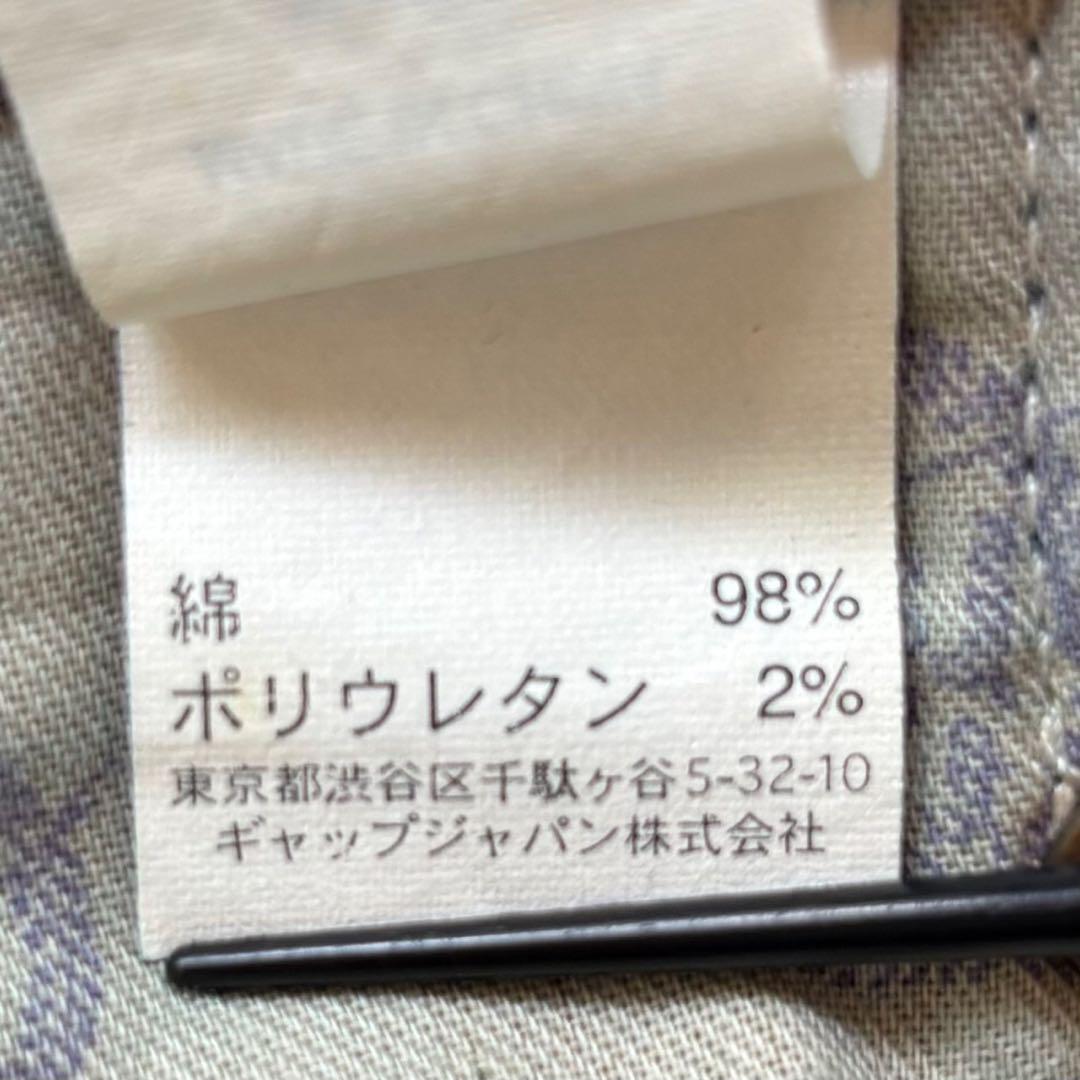 綿 98%
ポリウレタン 2%
東京都渋谷区千駄ヶ谷5-32-10
ギャップジャパン株式会社